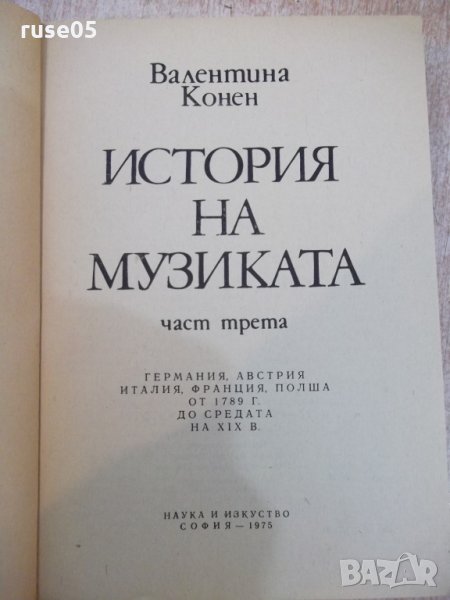 ruse05
Валентина
Конен
ИСТОРИЯ
НА
МУЗИКАТА
част трета
ГЕРМАНИЯ, АВСТРИЯ
ИТАЛИЯ, ФРАНЦИЯ, ПОЛША
ОТ 1789 Г.
ДО СРЕДАТА
НА XIX В.
НАУКА И ИЗКУСТВО
СОФИЯ — 1975
BAZAR